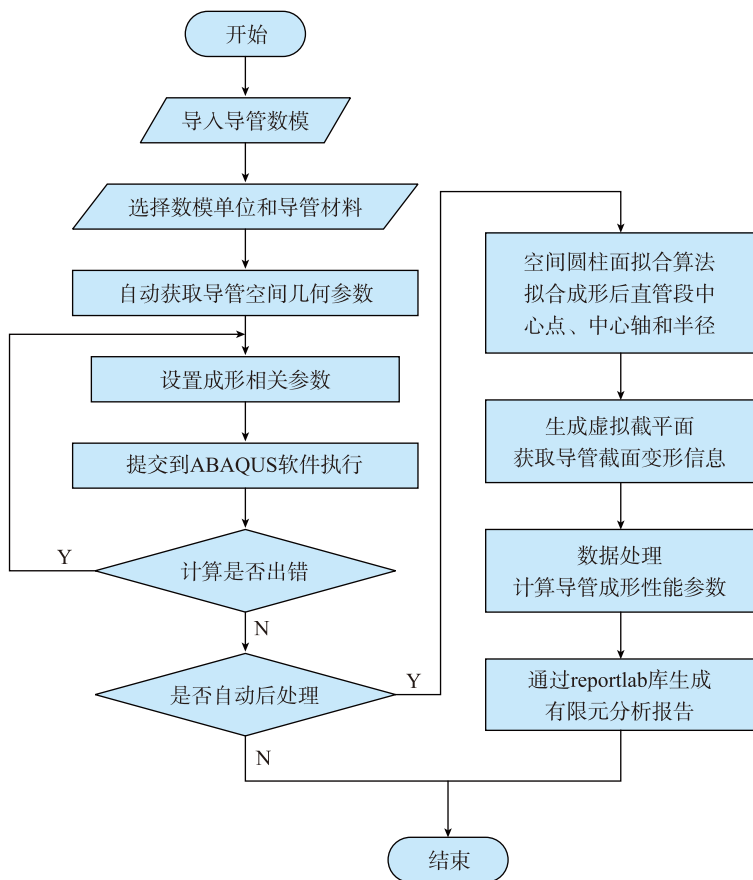 开始
导入导管数模
选择数模单位和导管材料
自动获取导管空间几何参数
设置成形相关参数
提交到ABAQUS软件执行
计算是否出错
Y
N
是否自动后处理
Y
N
空间圆柱面拟合算法
拟合成形后直管段中
心点、中心轴和半径
生成虚拟截平面
获取导管截面变形信息
数据处理
计算导管成形性能参数
通过reportlab库生成
有限元分析报告
结束